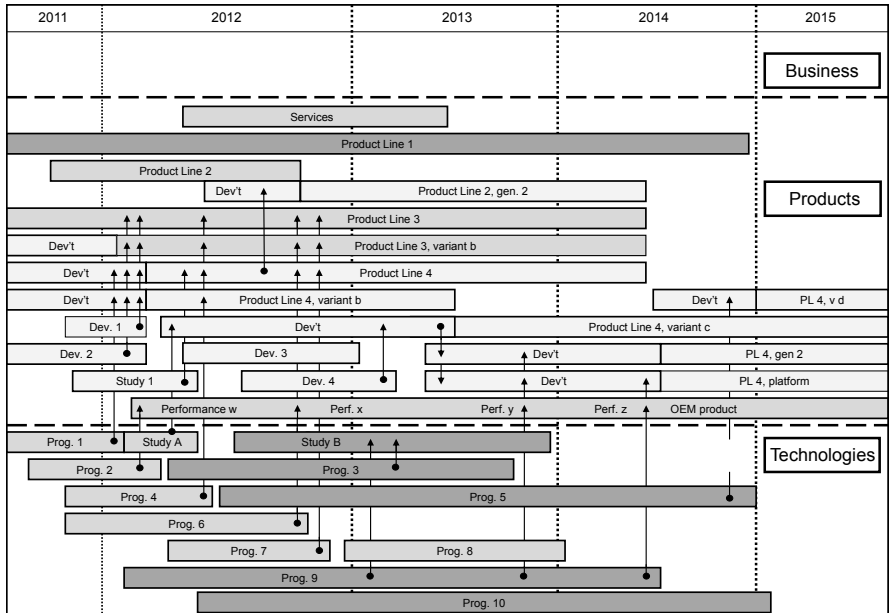 2011 2012 2013 2014 2015
Business
Services
Product Line 1
Product Line 2
Dev't Product Line 2, gen. 2
Products
Product Line 3
Dev't Product Line 3, variant b
Dev't Product Line 4
Dev't Product Line 4, variant b Dev't PL 4, v d
Dev. 1 Dev't Product Line 4, variant c
Dev. 2 Dev. 3 Dev't PL 4, gen 2
Study 1 Dev. 4 Dev't PL 4, platform
Performance w Perf. x Perf. y Perf. z OEM product
Prog. 1 Study A Study B
Technologies
Prog. 2 Prog. 3
Prog. 4 Prog. 5
Prog. 6
Prog. 7 Prog. 8
Prog. 9
Prog. 10